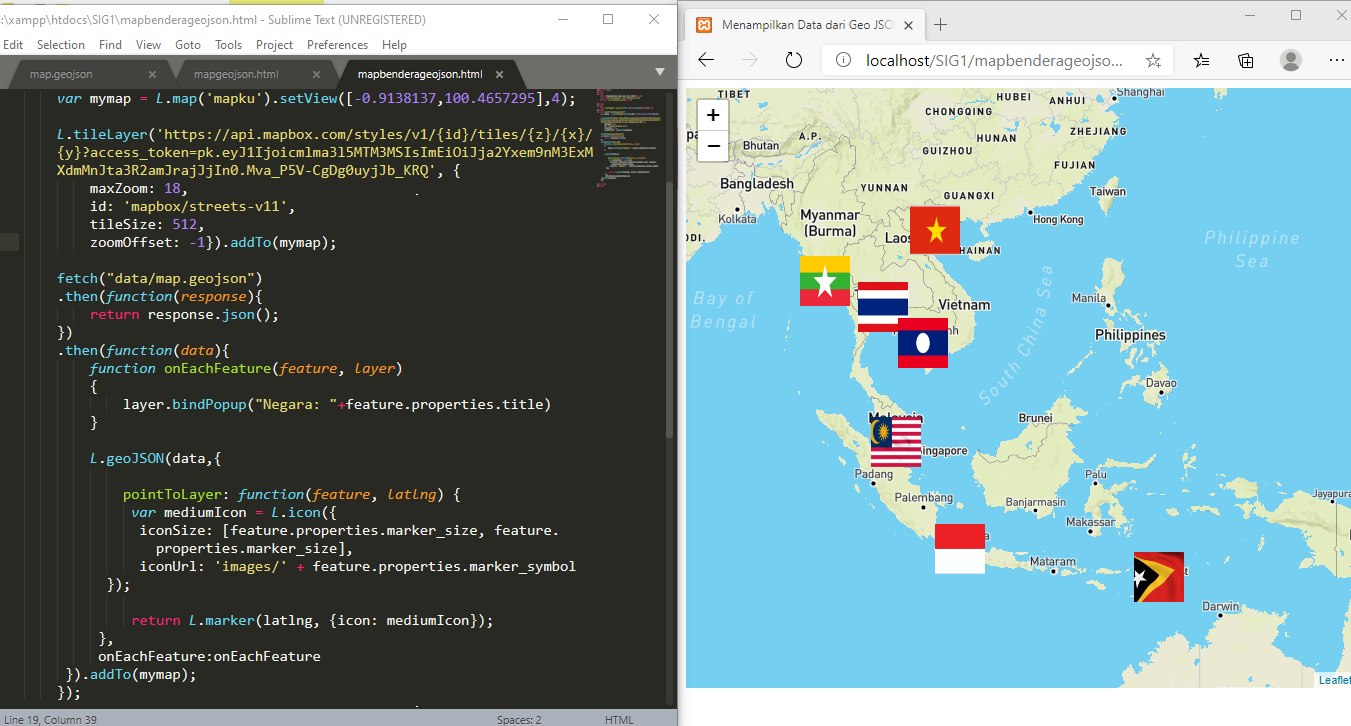 :\xampp\htdocs\SIG1\mapbenderageojson.html - Sublime Text (UNREGISTERED)
Edit Selection Find View Goto Tools Project Preferences Help
map.geojson
mapgeojson.html
mapbenderageojson.html
var mymap = L.map('mapku').setView([-0.9138137,100.4657295],4);
L.tileLayer('https://api.mapbox.com/styles/v1/{id}/tiles/{z}/{x}/
{y}?access_token=pk.eyJ1Ijoicmlma3l5MTM3MSIsImEiOiJja2Yxem9nM3ExM
XdmMnJta3R2amJrajJjIn0.Mva_P5V-CgDg0uyjJb_KRQ', {
maxZoom: 18,
id: 'mapbox/streets-v11',
tileSize: 512,
zoomOffset: -1}).addTo(mymap);
fetch("data/map.geojson")
.then(function(response){
return response.json();
})
.then(function(data){
function onEachFeature(feature, layer)
{
layer.bindPopup("Negara: "+feature.properties.title)
}
L.geoJSON(data,{
pointToLayer: function(feature, latlng) {
var mediumIcon = L.icon({
iconSize: [feature.properties.marker_size, feature.
properties.marker_size],
iconUrl: 'images/' + feature.properties.marker_symbol
});
return L.marker(latlng, {icon: mediumIcon});
},
onEachFeature:onEachFeature
}).addTo(mymap);
});
Line 19, Column 39
Spaces: 2
HTML
Menampilkan Data dari Geo JSO
localhost/SIG1/mapbenderageojso...
+
−
TIBET
HUBEI
ANHUI
Shanghai
CHONGQING
ZHEJIANG
HUNAN
A.P.
Bhutan
GUIZHOU
FUJIAN
Bangladesh
YUNNAN
GUANGXI
Taiwan
Kolkata
Myanmar
(Burma)
Hong Kong
Laos
HAINAN
Philippine
Sea
Bay of
Bengal
Vietnam
Manila
South China Sea
Philippines
Davao
Malaysia
Brunei
ingapore
Padang
Palu
Palembang
Banjarmasin
Jayapura
Makassar
Mataram
Darwin
Leaflet